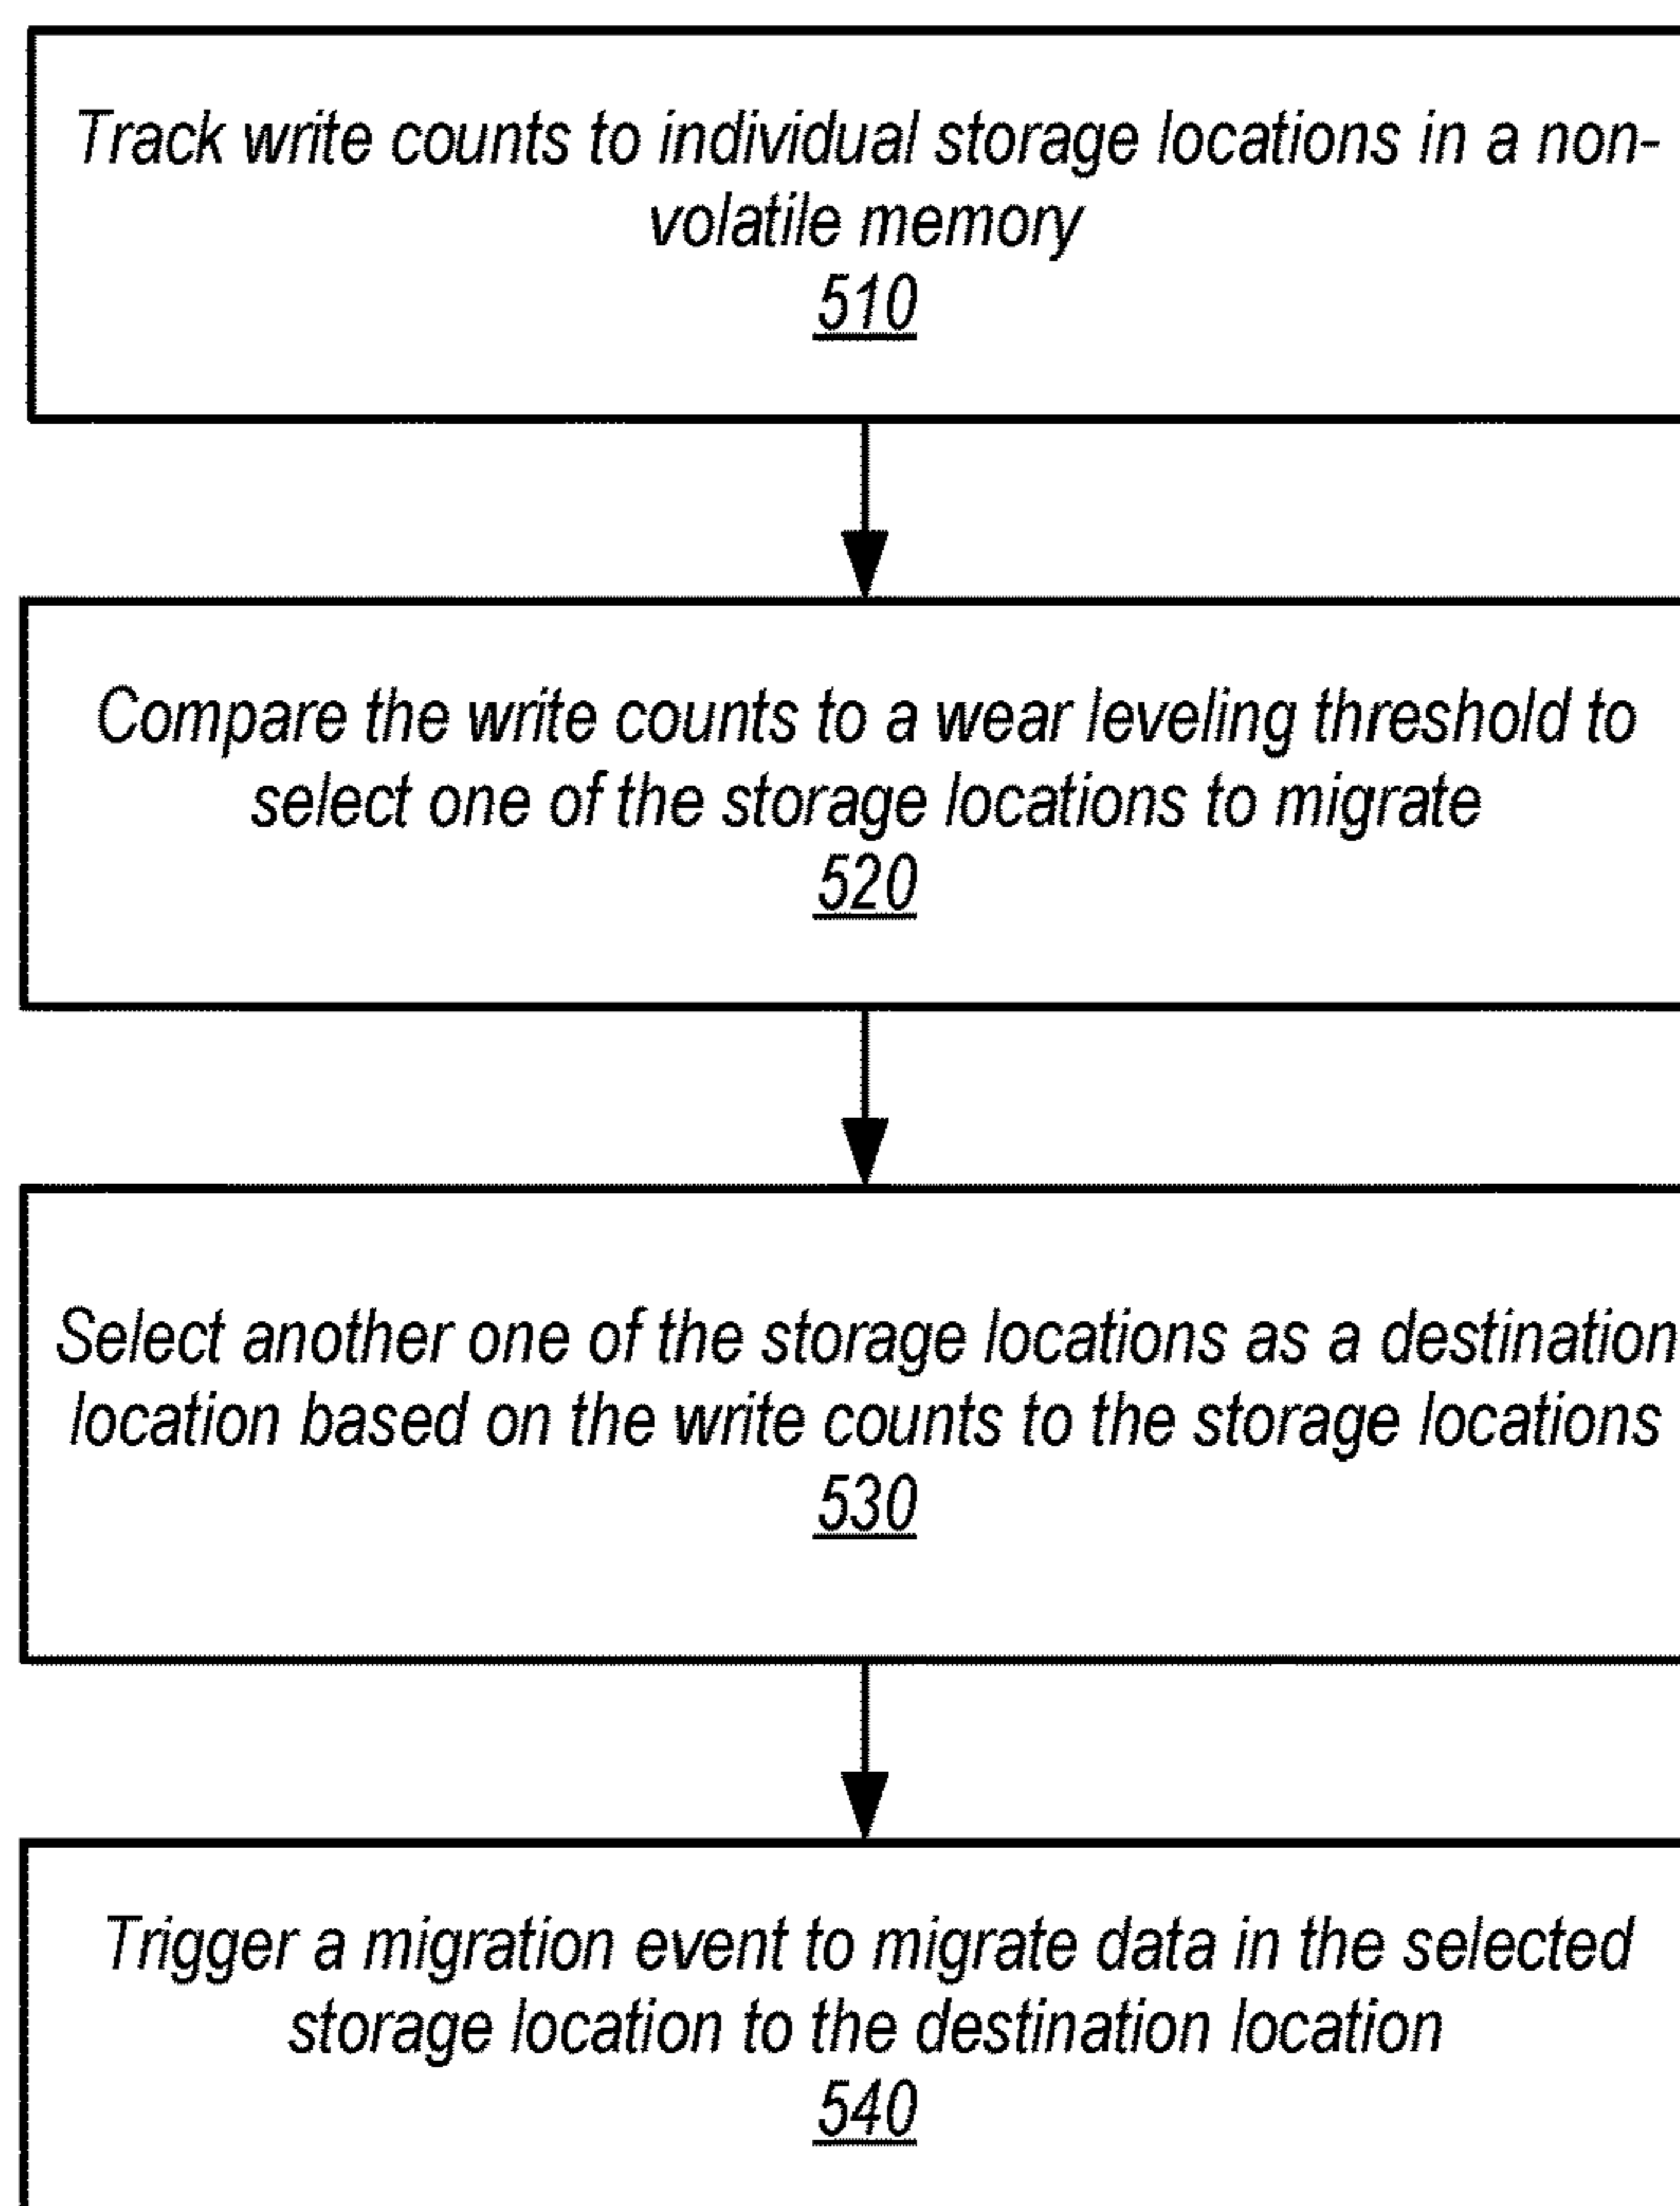 Track write counts to individual storage locations in a non-
volatile memory
510
Compare the write counts to a wear leveling threshold to
select one of the storage locations to migrate
520
Select another one of the storage locations as a destination
location based on the write counts to the storage locations
530
Trigger a migration event to migrate data in the selected
storage location to the destination location
540